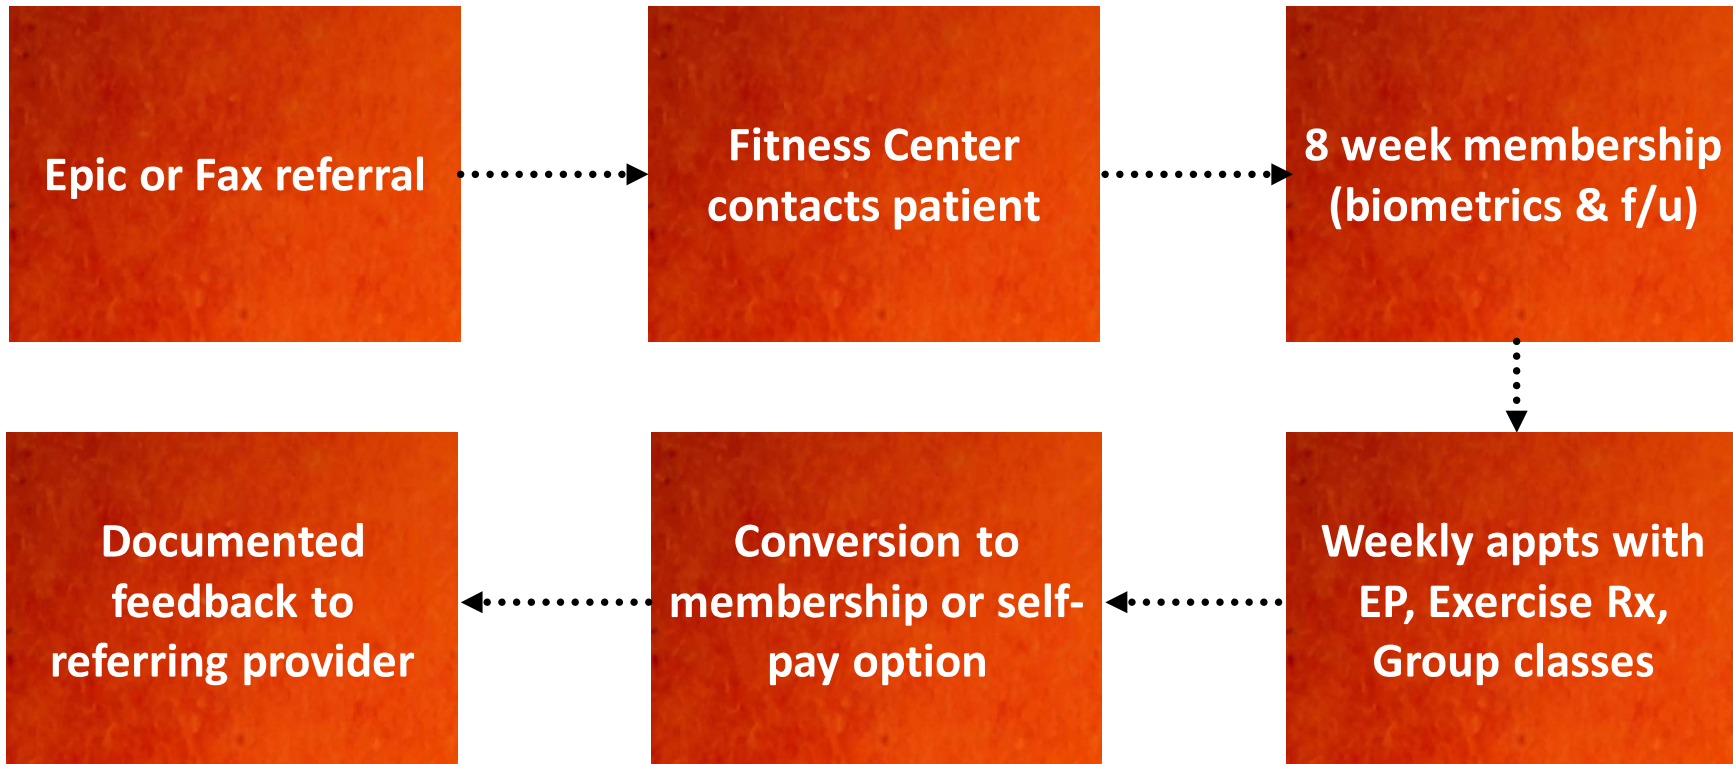 Epic or Fax referral
Fitness Center
contacts patient
8 week membership
(biometrics & f/u)
Weekly appts with
EP, Exercise Rx,
Group classes
Conversion to
membership or self-
pay option
Documented
feedback to
referring provider